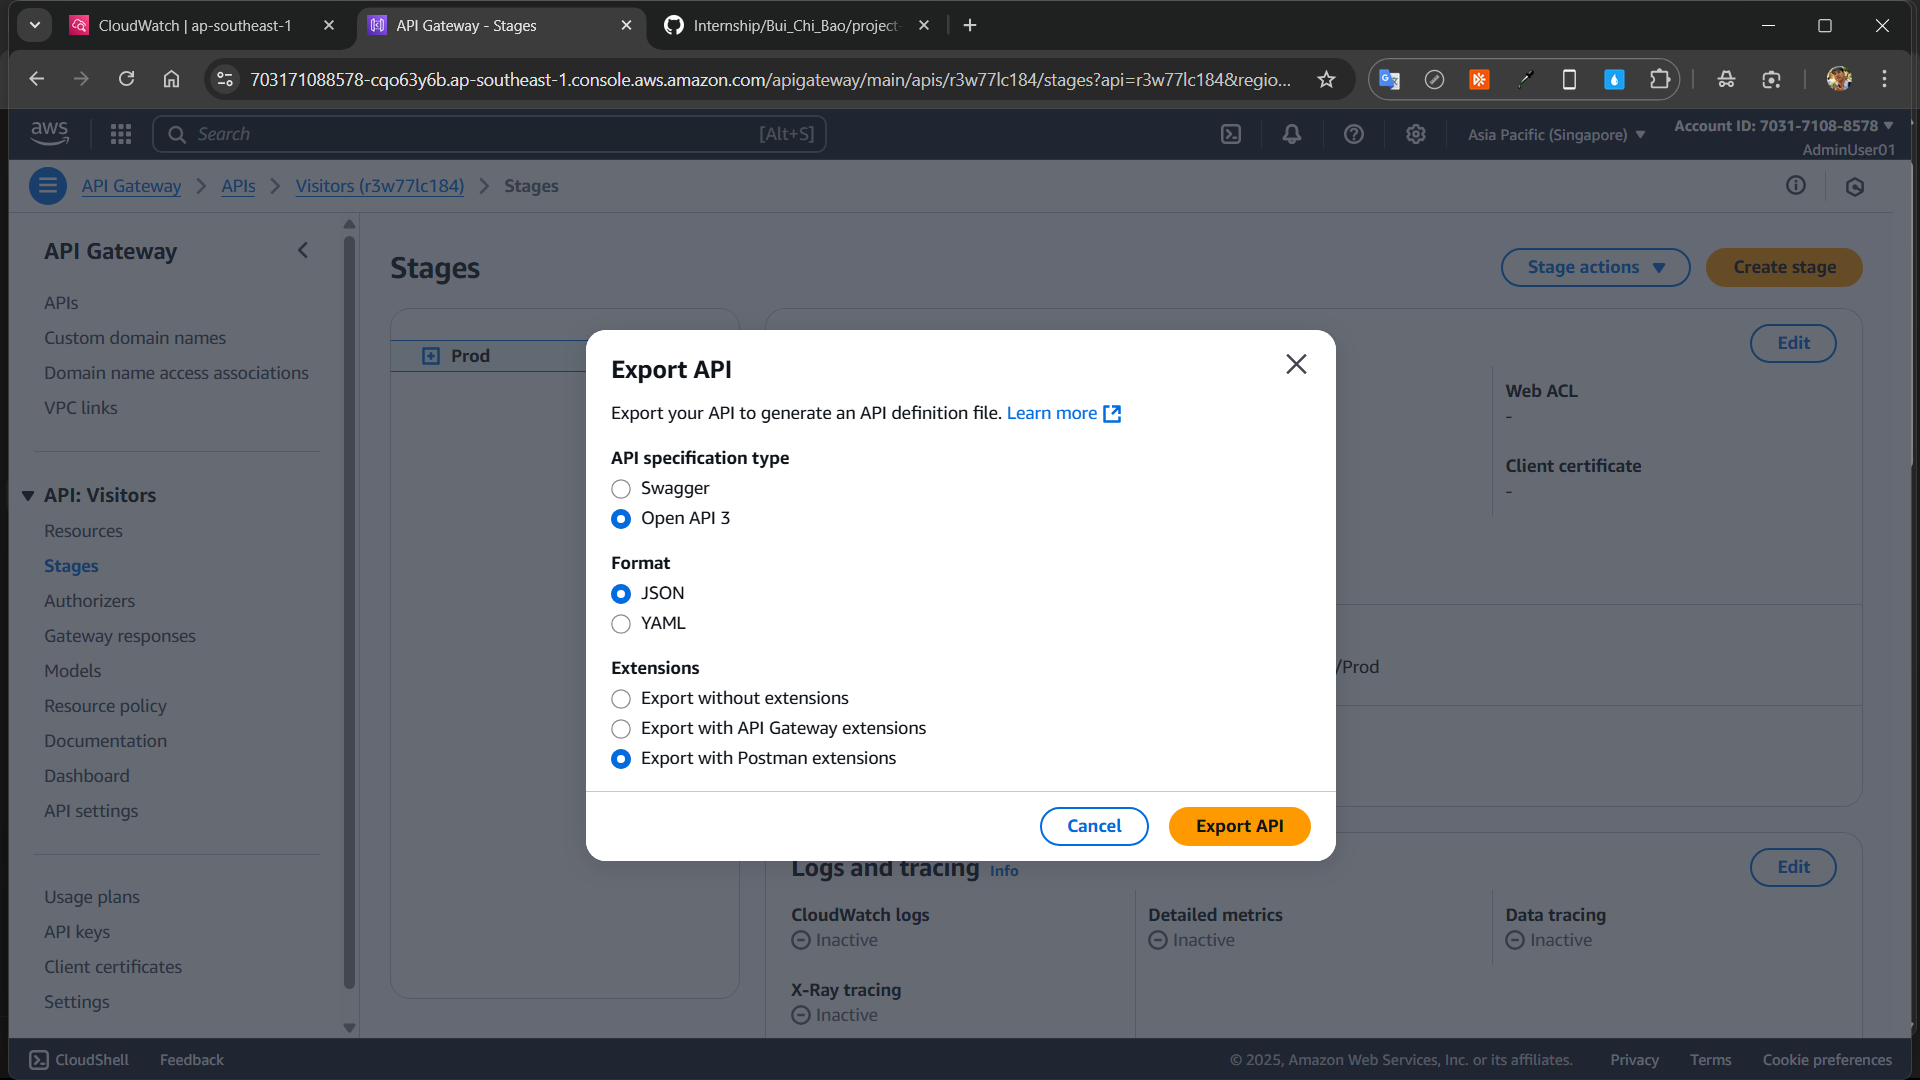 CloudWatch | ap-southeast-1
API Gateway - Stages
Internship/Bui_Chi_Bao/project-
703171088578-cqo63y6b.ap-southeast-1.console.aws.amazon.com/apigateway/main/apis/r3w77lc184/stages?api=r3w77lc184&regio...
aws
Search
[Alt+S]
Asia Pacific (Singapore)
Account ID: 7031-7108-8578
AdminUser01
API Gateway
APIs
Visitors (r3w77lc184)
Stages
API Gateway
APIs
Custom domain names
Domain name access associations
VPC links
API: Visitors
Resources
Stages
Authorizers
Gateway responses
Models
Resource policy
Documentation
Dashboard
API settings
Usage plans
API keys
Client certificates
Settings
Stages
Stage actions
Create stage
Prod
Edit
Web ACL
-
Client certificate
-
/Prod
Export API
Export your API to generate an API definition file. Learn more
API specification type
Swagger
Open API 3
Format
JSON
YAML
Extensions
Export without extensions
Export with API Gateway extensions
Export with Postman extensions
Cancel
Export API
Logs and tracing Info
Edit
CloudWatch logs
Inactive
Detailed metrics
Inactive
Data tracing
Inactive
X-Ray tracing
Inactive
CloudShell
Feedback
© 2025, Amazon Web Services, Inc. or its affiliates.
Privacy
Terms
Cookie preferences